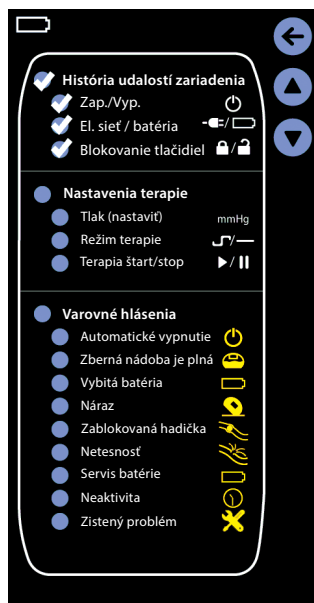 História udalostí zariadenia
Zap./Vyp.
El. sieť / batéria
Blokovanie tlačidiel
Nastavenia terapie
Tlak (nastaviť) mmHg
Režim terapie
Terapia štart/stop
Varovné hlásenia
Automatické vypnutie
Zberná nádoba je plná
Vybitá batéria
Náraz
Zablokovaná hadička
Netesnosť
Servis batérie
Neaktivita
Zistený problém